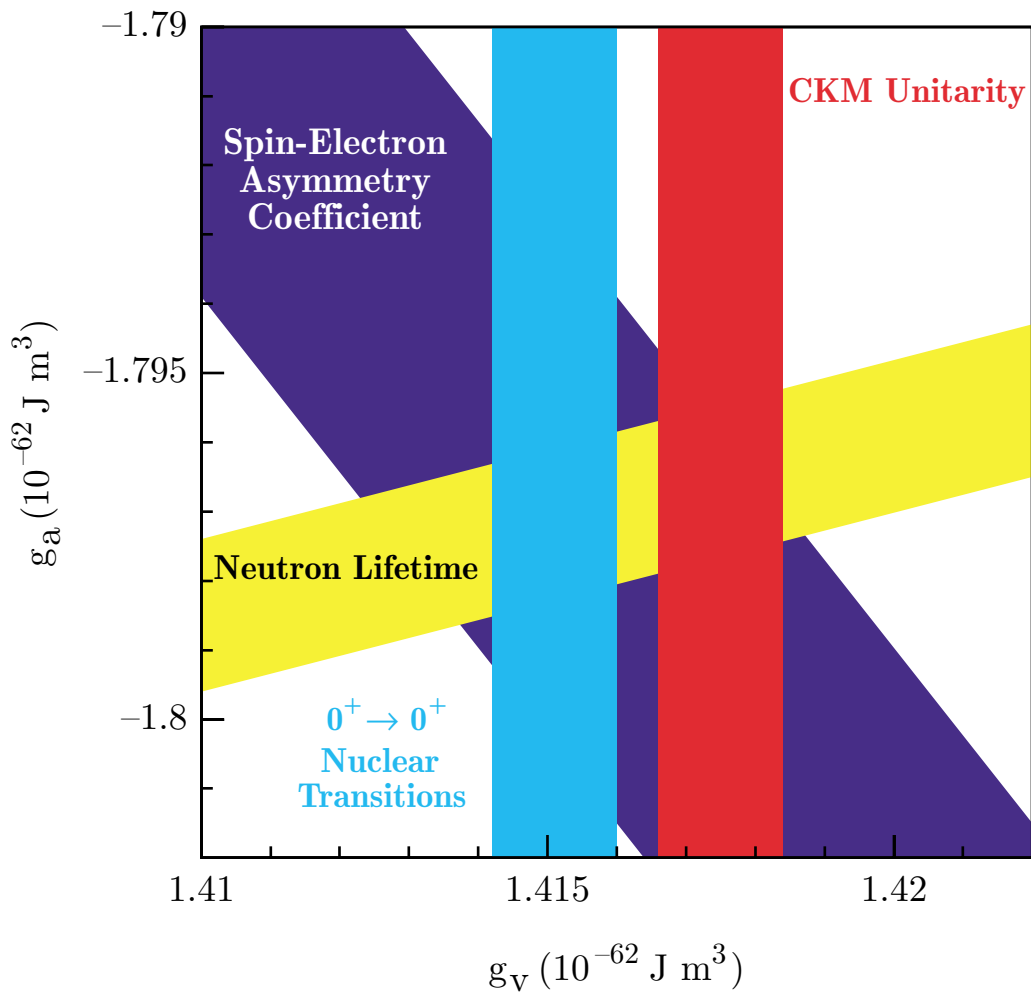 –1.79
CKM Unitarity
Spin-Electron
Asymmetry
Coefficient
g_a (10^{–62} J m^3)
–1.795
Neutron Lifetime
–1.8
0^+ → 0^+
Nuclear
Transitions
1.41
1.415
1.42
g_v (10^{–62} J m^3)